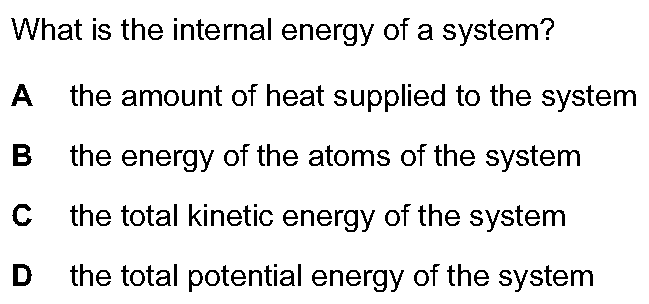 What is the internal energy of a system?
A the amount of heat supplied to the system
B the energy of the atoms of the system
C the total kinetic energy of the system
D the total potential energy of the system